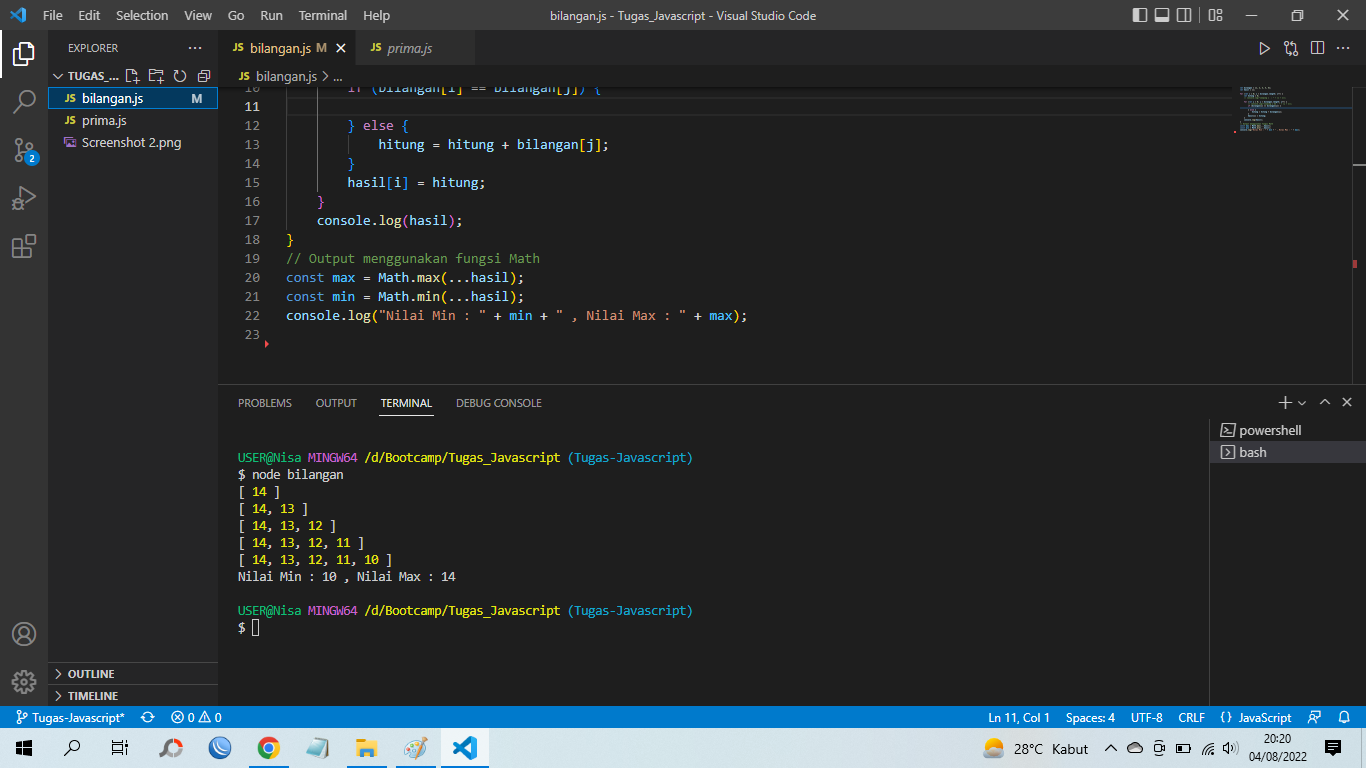 File Edit Selection View Go Run Terminal Help bilangan.js - Tugas_Javascript - Visual Studio Code
EXPLORER ...
JS bilangan.js M
JS prima.js
TUGAS_...
JS bilangan.js > ...
JS bilangan.js M
JS prima.js
Screenshot 2.png
2
10 if (bilangan[i] == bilangan[j]) {
11
12 } else {
13 hitung = hitung + bilangan[j];
14 }
15 hasil[i] = hitung;
16 }
17 console.log(hasil);
18 }
19 // Output menggunakan fungsi Math
20 const max = Math.max(...hasil);
21 const min = Math.min(...hasil);
22 console.log("Nilai Min : " + min + " , Nilai Max : " + max);
23
PROBLEMS OUTPUT TERMINAL DEBUG CONSOLE
powershell
bash
USER@Nisa MINGW64 /d/Bootcamp/Tugas_Javascript (Tugas-Javascript)
$ node bilangan
[ 14 ]
[ 14, 13 ]
[ 14, 13, 12 ]
[ 14, 13, 12, 11 ]
[ 14, 13, 12, 11, 10 ]
Nilai Min : 10 , Nilai Max : 14
USER@Nisa MINGW64 /d/Bootcamp/Tugas_Javascript (Tugas-Javascript)
$
OUTLINE
TIMELINE
Tugas-Javascript* 0 0 Ln 11, Col 1 Spaces: 4 UTF-8 CRLF {} JavaScript
28°C Kabut
20:20
04/08/2022